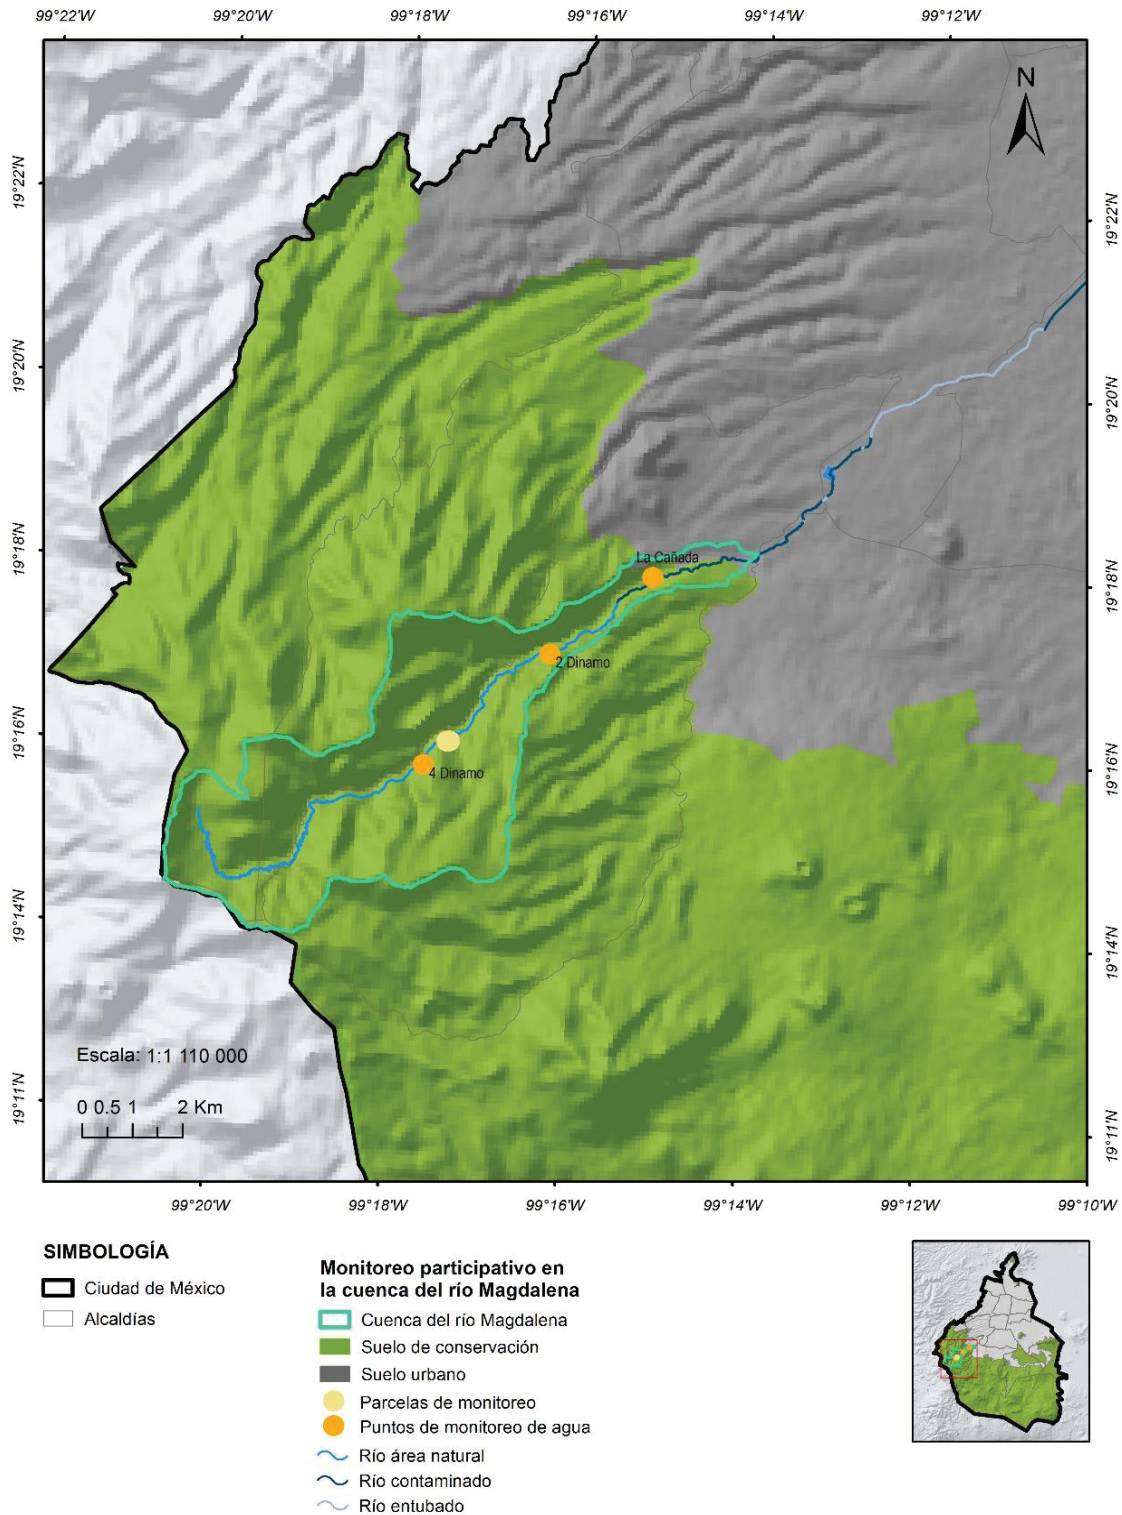 99°22'W 99°20'W 99°18'W 99°16'W 99°14'W 99°12'W
N
19°22'N
19°22'N
19°20'N
19°20'N
19°18'N
La Cañada
19°18'N
2 Dinamo
19°16'N
4 Dinamo
19°16'N
19°14'N
19°14'N
Escala: 1:1 110 000
19°11'N
0 0.5 1 2 Km
19°11'N
99°20'W 99°18'W 99°16'W 99°14'W 99°12'W 99°10'W
SIMBOLOGÍA
Ciudad de México
Alcaldías
Monitoreo participativo en
la cuenca del río Magdalena
Cuenca del río Magdalena
Suelo de conservación
Suelo urbano
Parcelas de monitoreo
Puntos de monitoreo de agua
Río área natural
Río contaminado
Río entubado